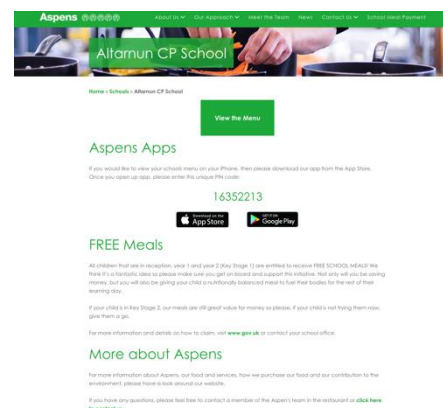 Aspens
About Us Our Approach Meet the Team News Contact Us School Meal Payment
Altarnun CP School
Home » Schools » Altarnun CP School
View the Menu
Aspens Apps
If you would like to view your schools menu on your iPhone, then please download our app from the App Store.
Once you open up app, please enter this unique PIN code:
16352213
Download on the
App Store
GET IT ON
Google Play
FREE Meals
All children that are in reception, year 1 and year 2 (Key Stage 1) are entitled to receive FREE SCHOOL MEALS! We
think it's a fantastic idea so please make sure you get on board and support this initiative. Not only will you be saving
money, but you will also be giving your child a nutritionally balanced meal to fuel their bodies for the rest of their
learning day.
If your child is in Key Stage 2, our meals are still great value for money so please, if your child is not trying them now,
give them a go.
For more information and details on how to claim, visit www.gov.uk or contact your school office.
More about Aspens
For more information about Aspens, our food and services, how we purchase our food and our contribution to the
environment, please have a look around our website.
If you have any questions, please feel free to contact a member of the Aspen's team in the restaurant or click here